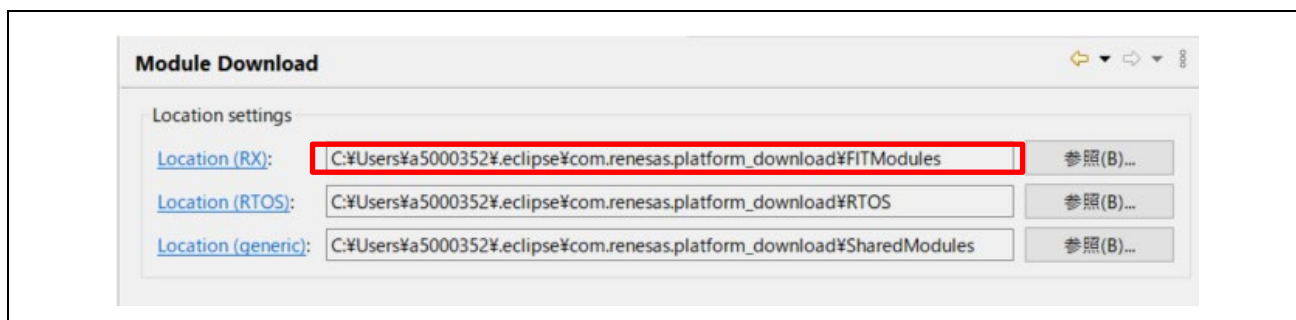 Module Download
Location settings
Location (RX): C:¥Users¥a5000352¥.eclipse¥com.renesas.platform_download¥FITModules 参照(B)...
Location (RTOS): C:¥Users¥a5000352¥.eclipse¥com.renesas.platform_download¥RTOS 参照(B)...
Location (generic): C:¥Users¥a5000352¥.eclipse¥com.renesas.platform_download¥SharedModules 参照(B)...